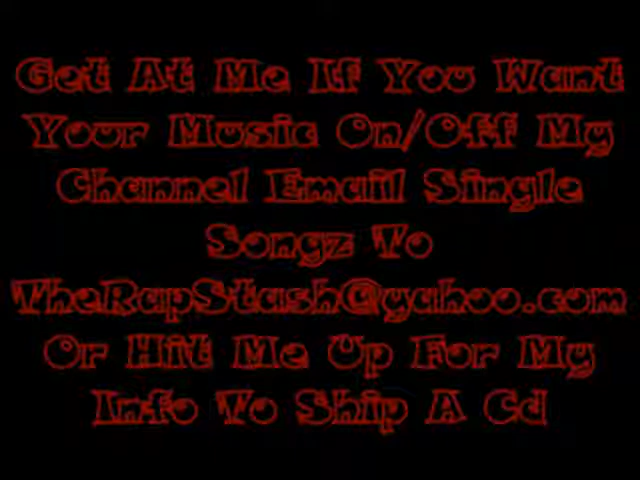 Get At Me If You Want
Your Music On/Off My
Channel Email Single
Songz To
TheRapStash@yahoo.com
Or Hit Me Up For My
Info To Ship A Cd